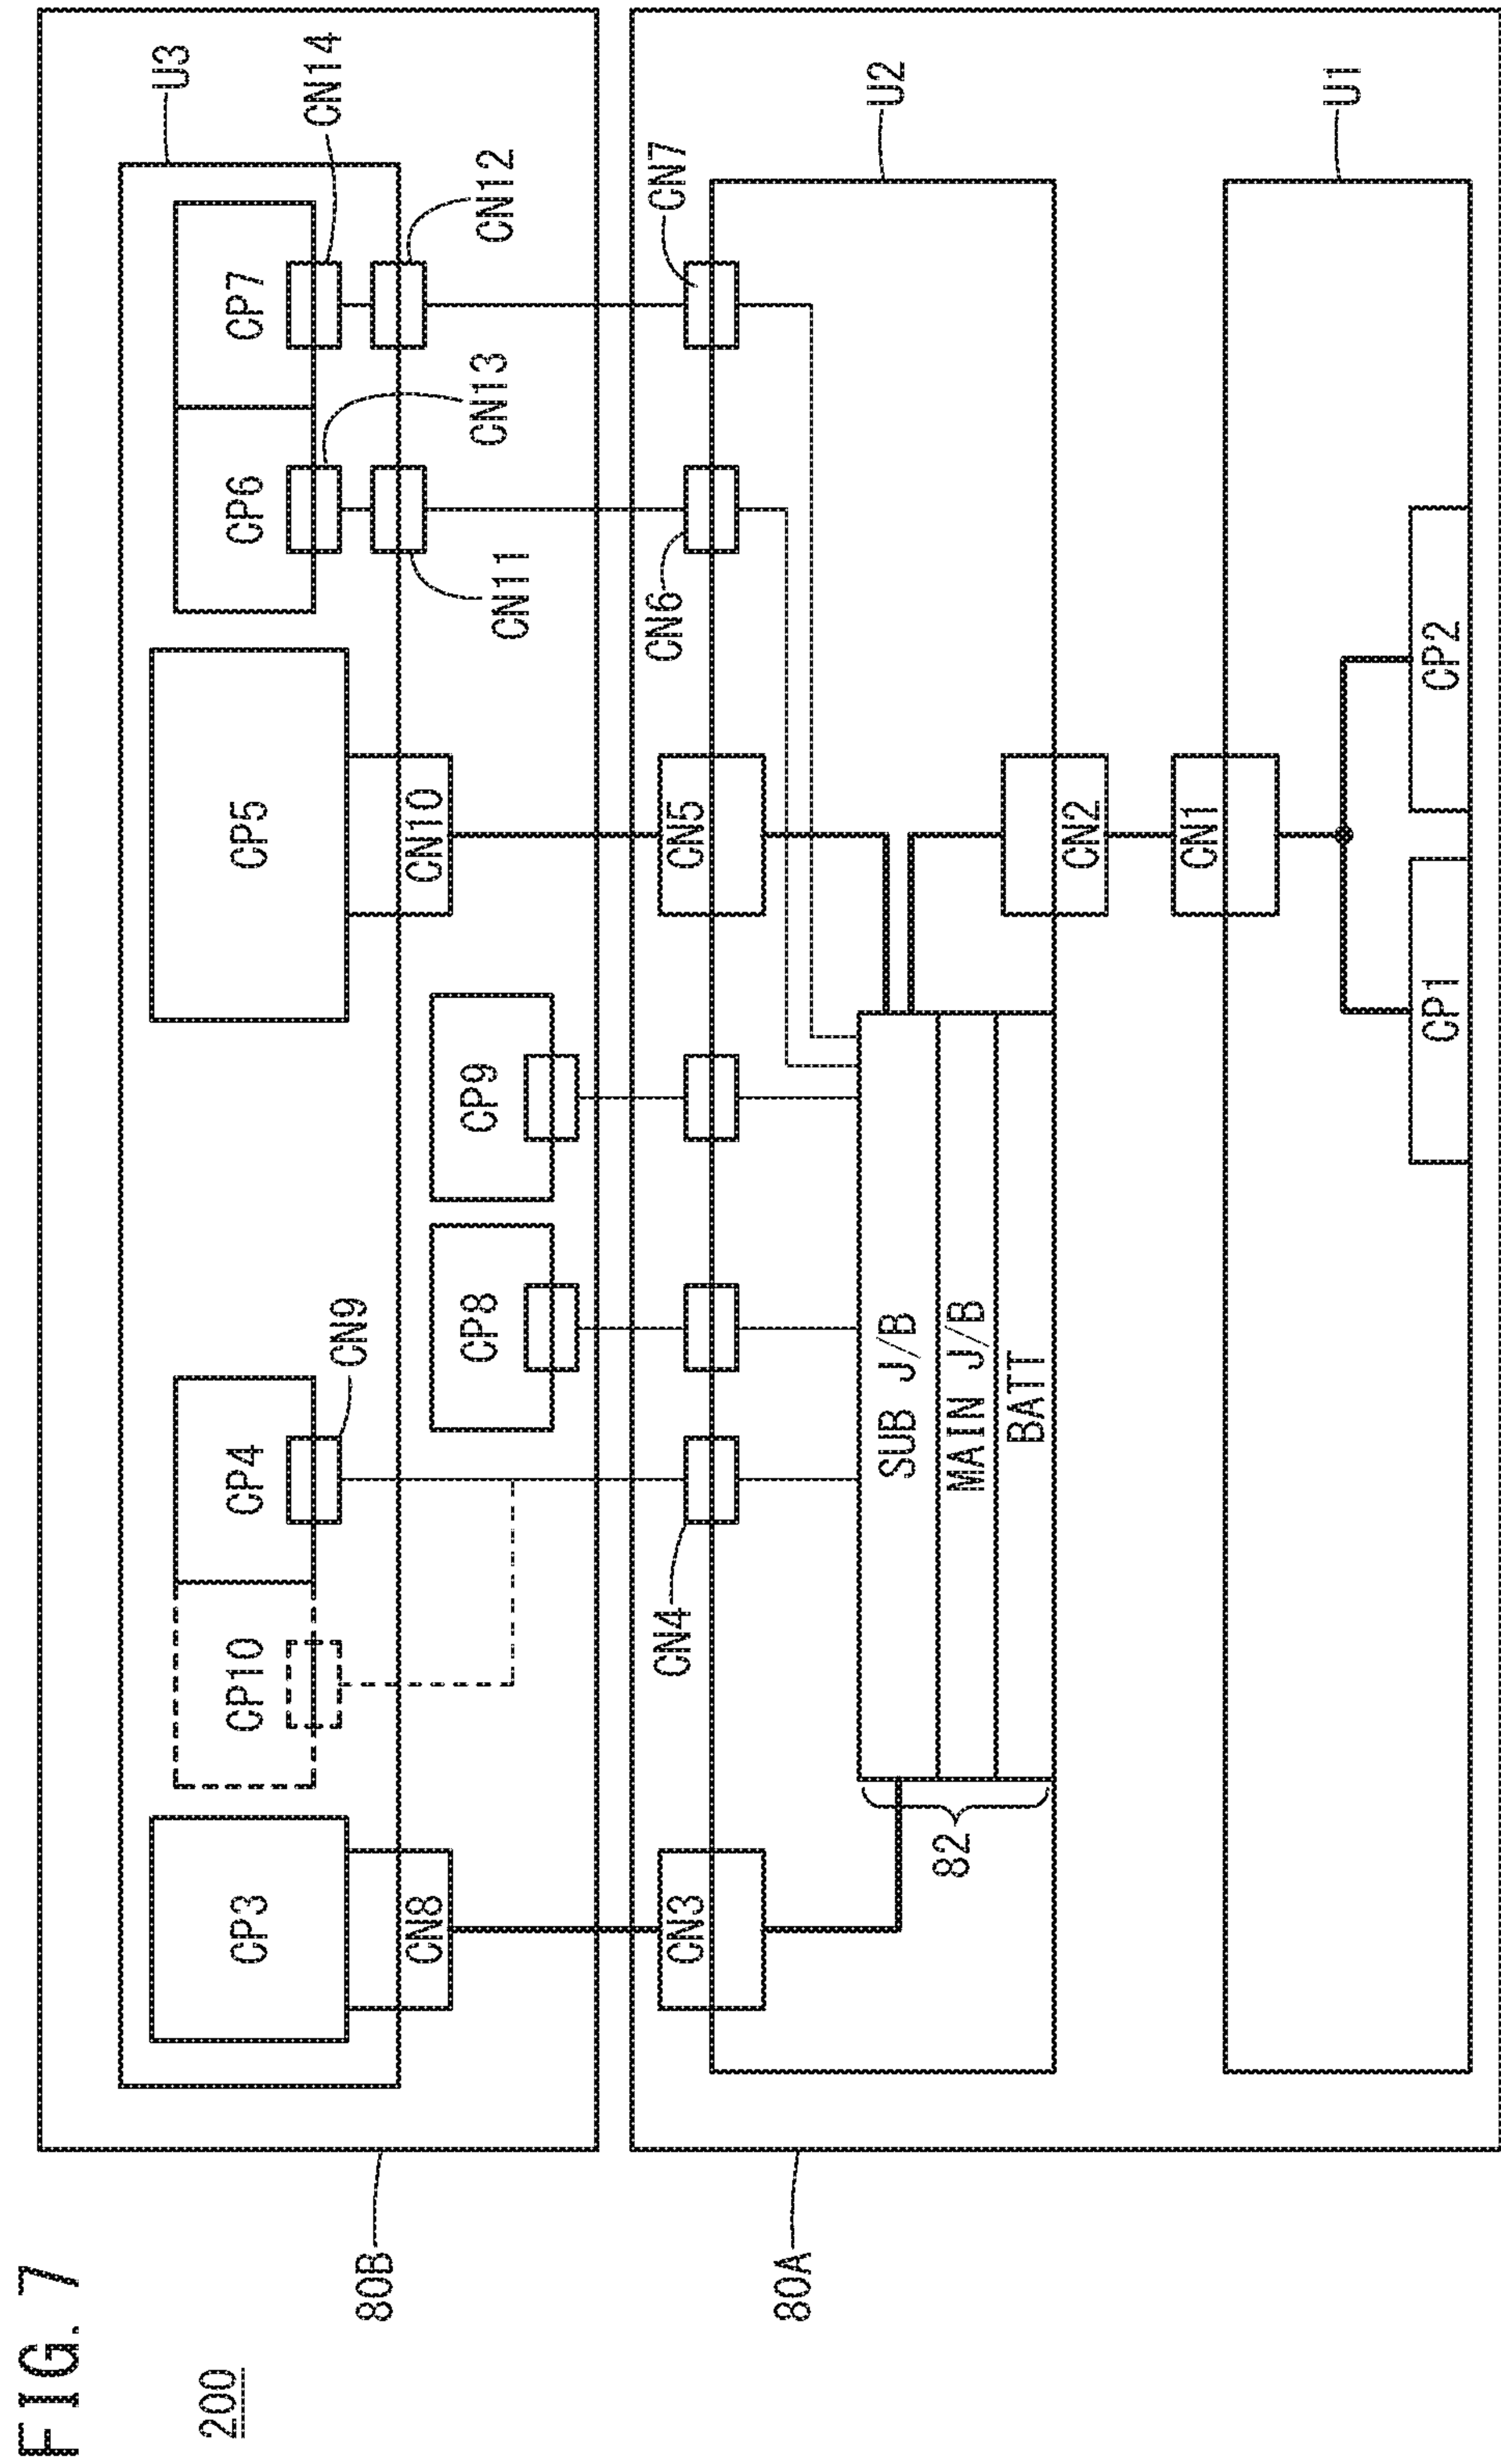 FIG. 7
200
80B
U3
CP3
CP10
CP4
CP5
CP6
CP7
CN14
CN9
CN13
CN12
CN8
CN10
CN11
CP8
CP9
80A
CN3
CN4
CN5
CN6
CN7
U2
SUB J/B
MAIN J/B
BATT
82
CN2
CN1
U1
CP1
CP2